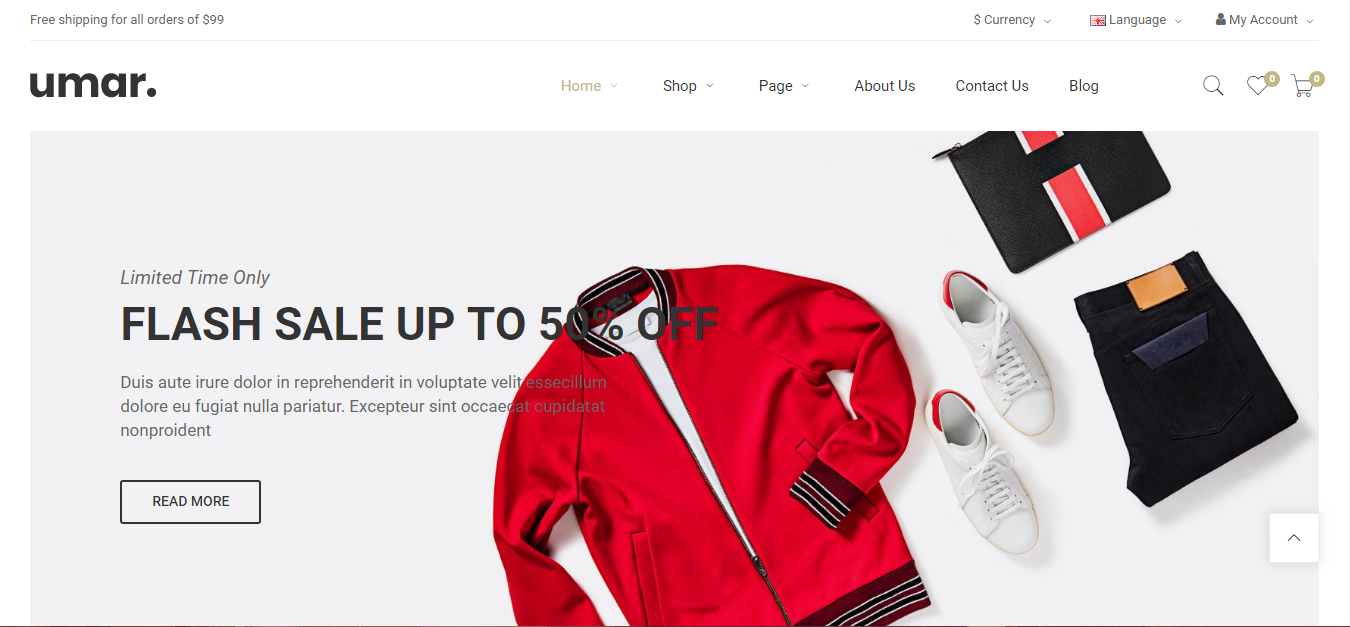 Free shipping for all orders of $99
$ Currency
Language
My Account
umar.
Home
Shop
Page
About Us
Contact Us
Blog
0
0
Limited Time Only
FLASH SALE UP TO 50% OFF
Duis aute irure dolor in reprehenderit in voluptate velit essecillum
dolore eu fugiat nulla pariatur. Excepteur sint occaecat cupidatat
nonproident
READ MORE